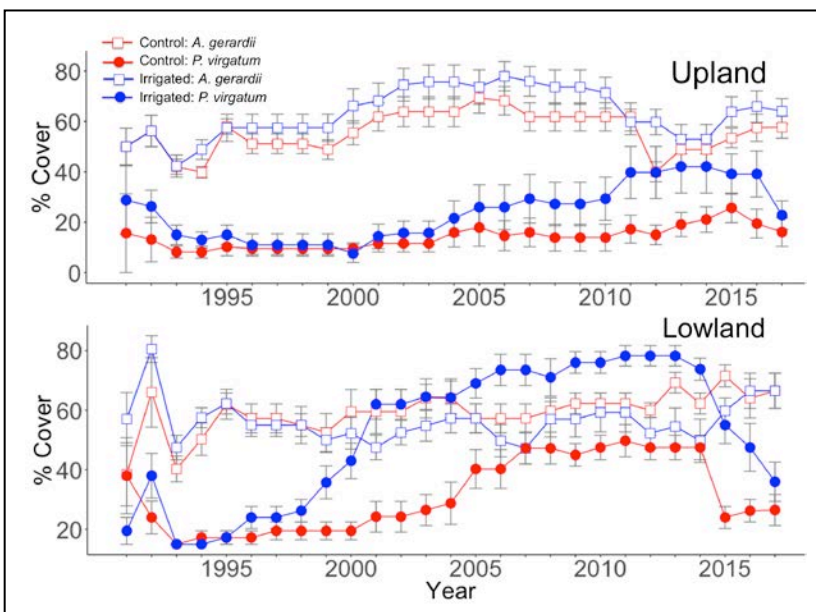 Control: A. gerardii
Control: P. virgatum
Irrigated: A. gerardii
Irrigated: P. virgatum
Upland
% Cover
80
60
40
20
0
1995 2000 2005 2010 2015
Lowland
% Cover
80
60
40
20
1995 2000 2005 2010 2015
Year